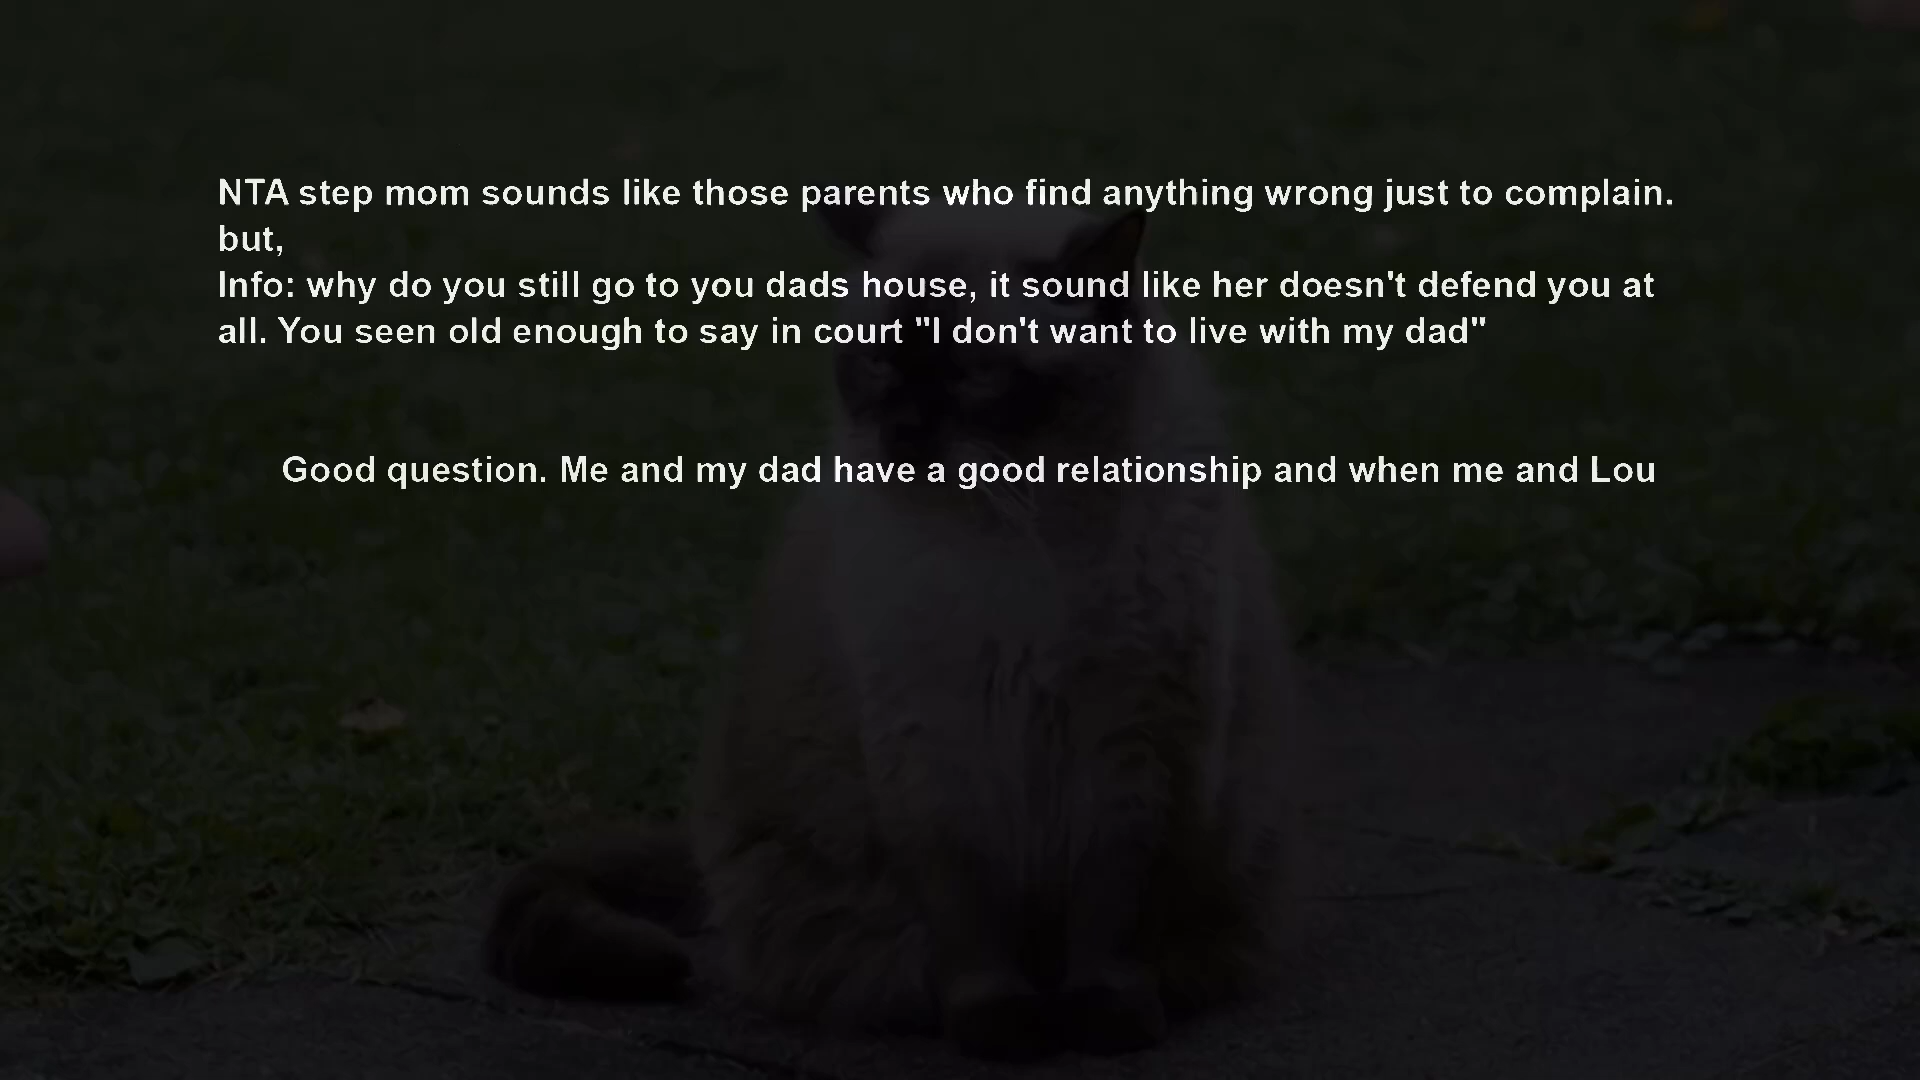 NTA step mom sounds like those parents who find anything wrong just to complain.
but,
Info: why do you still go to you dads house, it sound like her doesn't defend you at
all. You seen old enough to say in court "I don't want to live with my dad"
Good question. Me and my dad have a good relationship and when me and Lou